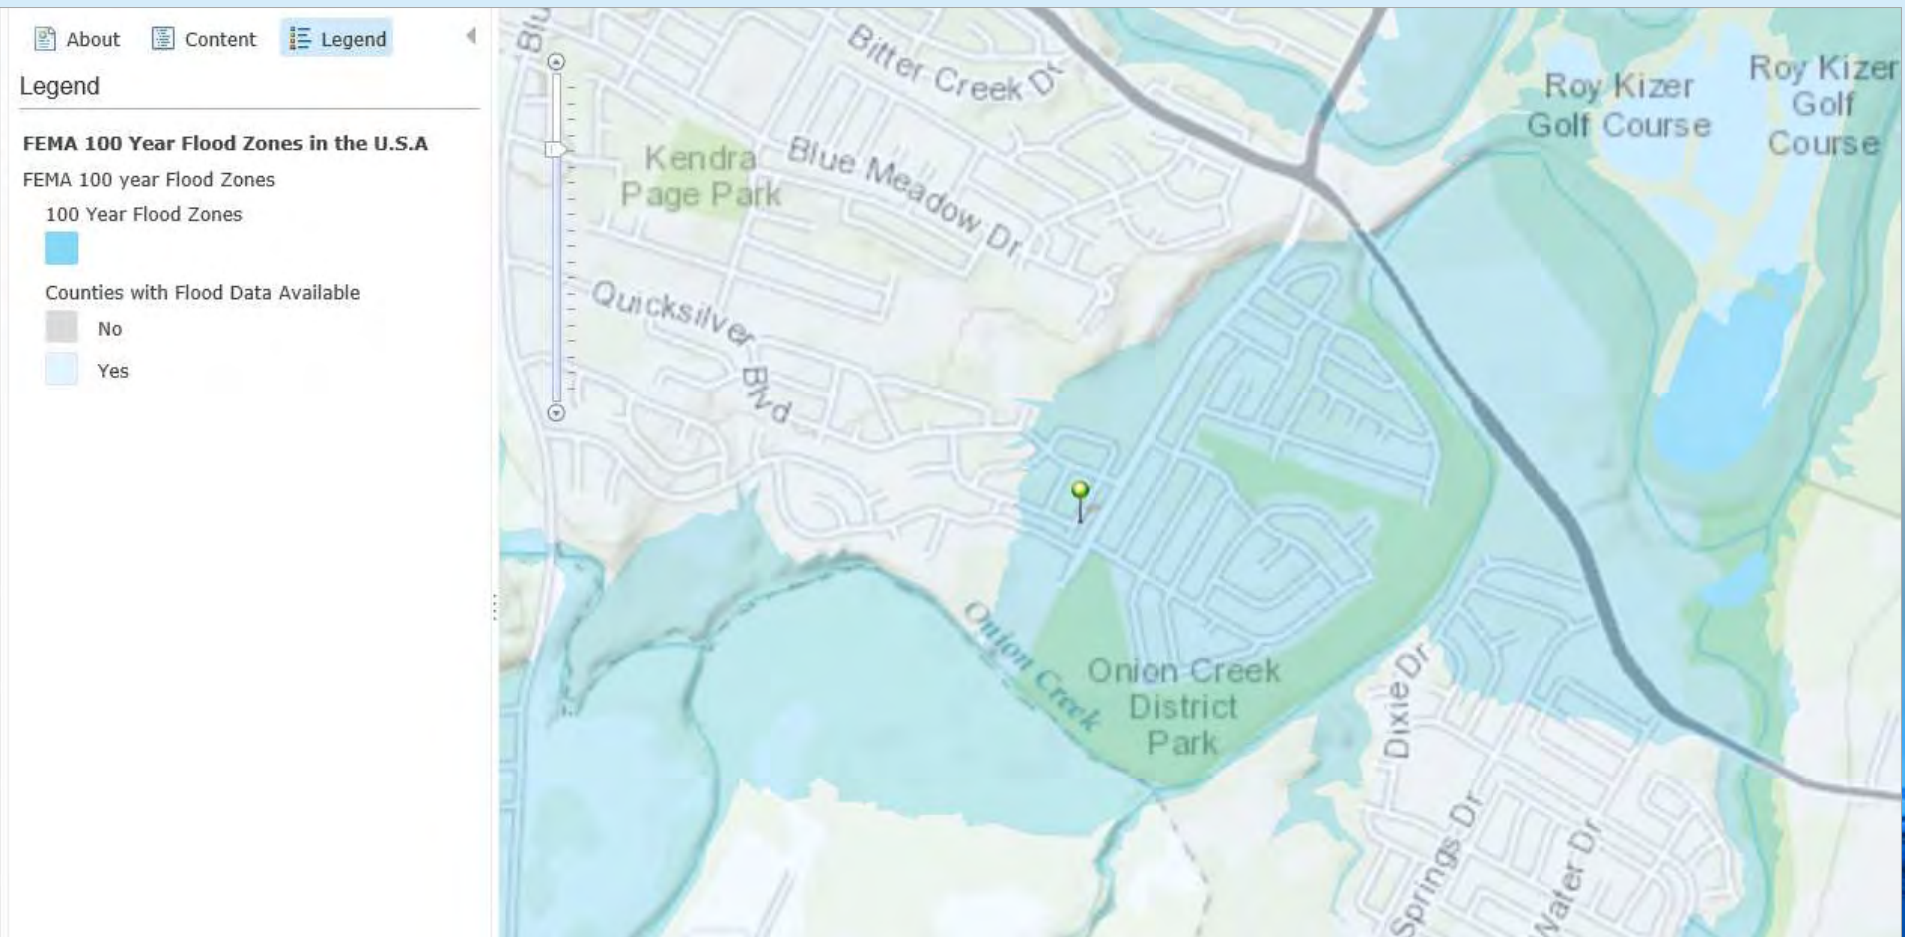 About Content Legend
Legend
FEMA 100 Year Flood Zones in the U.S.A
FEMA 100 year Flood Zones
100 Year Flood Zones
Counties with Flood Data Available
No
Yes
Blu
Bitter Creek Dr
Roy Kizer
Golf Course
Roy Kizer
Golf
Course
Kendra
Page Park
Blue Meadow Dr
Quicksilver
Blvd
Onion Creek
Onion Creek
District
Park
Dixie Dr
Springs Dr
Water Dr